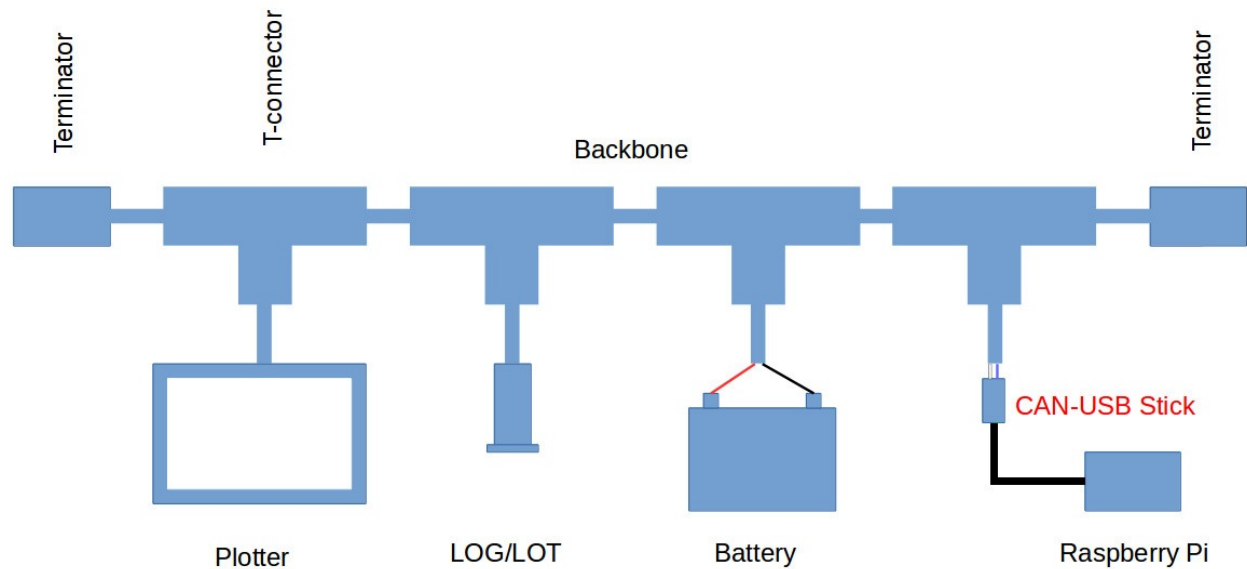 Terminator
T-connector
Backbone
Terminator
CAN-USB Stick
Plotter
LOG/LOT
Battery
Raspberry Pi